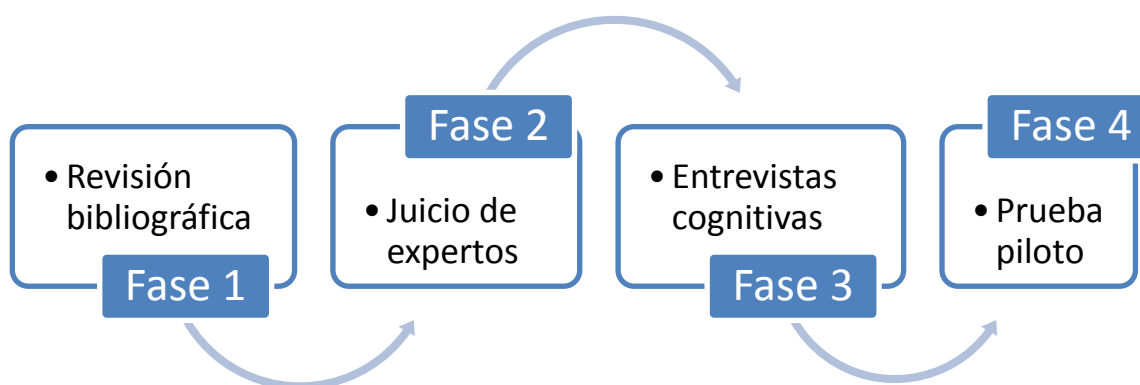 • Revisión
bibliográfica
Fase 1
Fase 2
• Juicio de
expertos
• Entrevistas
cognitivas
Fase 3
Fase 4
• Prueba
piloto